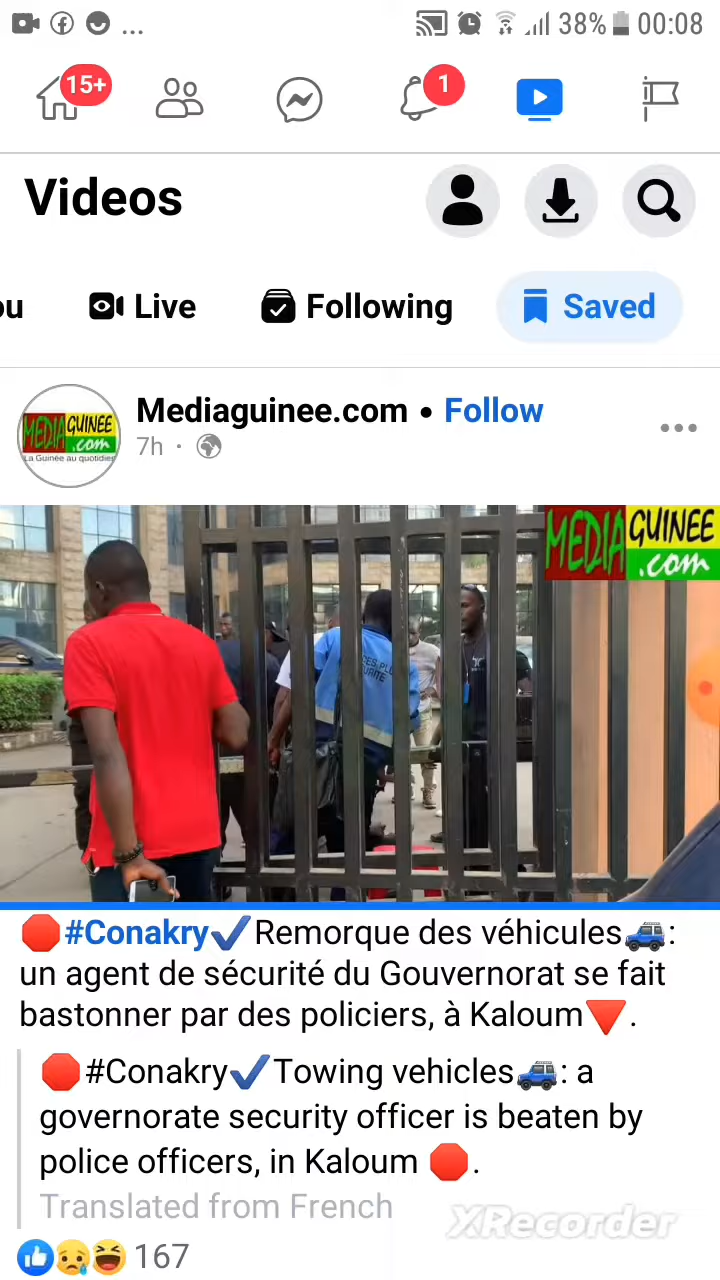 ... 38% 00:08
15+ 1
Videos
ou Live Following Saved
Mediaguinee.com • Follow
MEDIA GUINEE .com
La Guinée au quotidien
7h ·
MEDIA GUINEE .com
#Conakry Remorque des véhicules :
un agent de sécurité du Gouvernorat se fait
bastonner par des policiers, à Kaloum .
#Conakry Towing vehicles : a
governorate security officer is beaten by
police officers, in Kaloum .
Translated from French
XRecorder
167